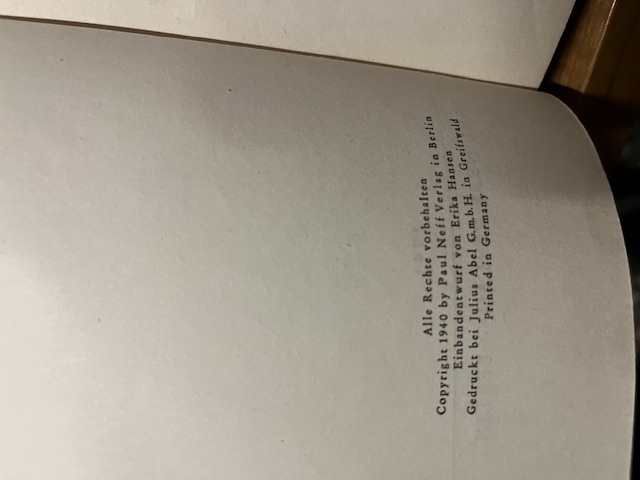 Alle Rechte vorbehalten
Copyright 1940 by Paul Neff Verlag in Berlin
Einbandentwurf von Erika Hansen
Gedruckt bei Julius Abel G.m.b.H. in Greifswald
Printed in Germany